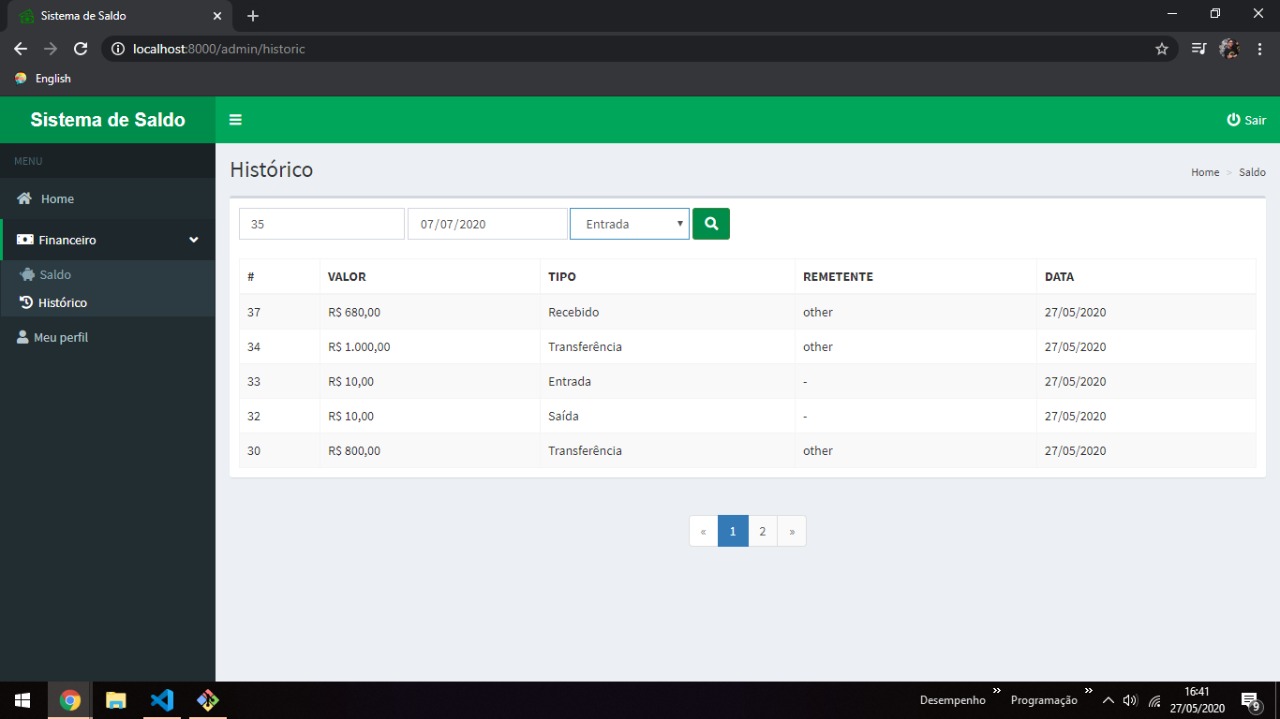 Sistema de Saldo
localhost:8000/admin/historic
English
Sistema de Saldo
Sair
MENU
Home
Financeiro
Saldo
Histórico
Meu perfil
Histórico
Home > Saldo
35 07/07/2020 Entrada
# VALOR TIPO REMETENTE DATA
37 R$ 680,00 Recebido other 27/05/2020
34 R$ 1.000,00 Transferência other 27/05/2020
33 R$ 10,00 Entrada - 27/05/2020
32 R$ 10,00 Saída - 27/05/2020
30 R$ 800,00 Transferência other 27/05/2020
« 1 2 »
Desempenho » Programação » 16:41
27/05/2020
9